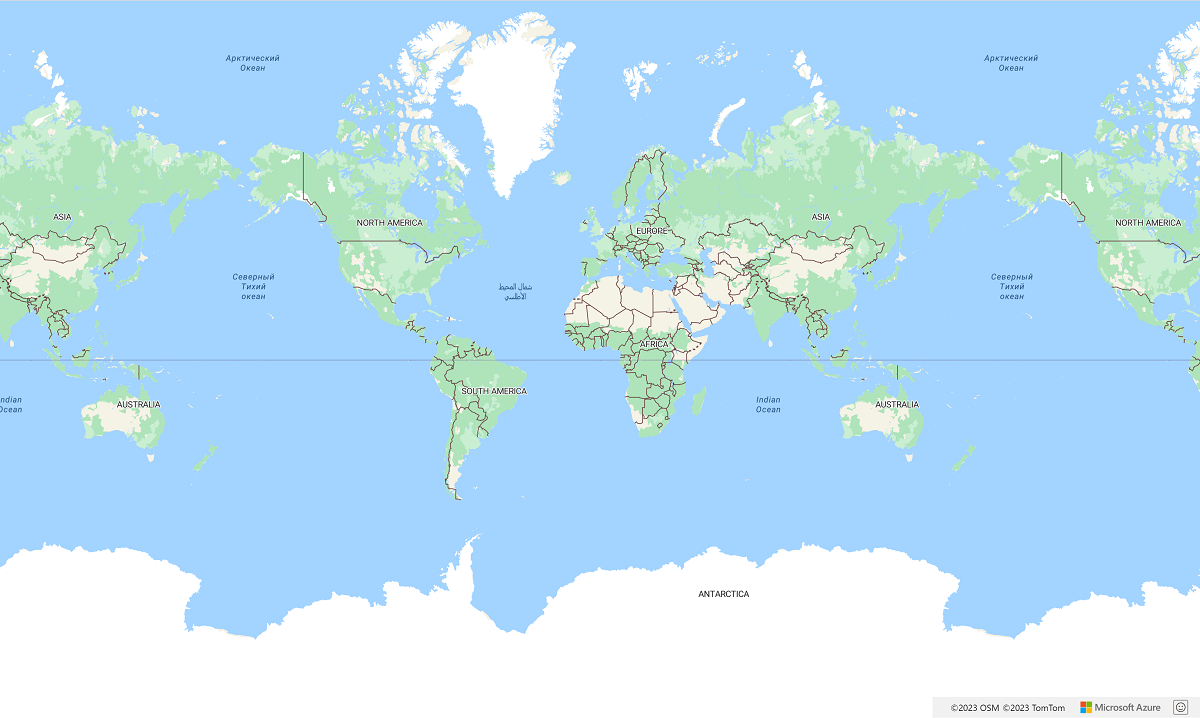 Арктический
Океан
Арктический
Океан
ASIA
NORTH AMERICA
EUROPE
ASIA
NORTH AMERICA
Северный
Тихий
океан
شمال المحيط
الأطلسي
Северный
Тихий
океан
AFRICA
SOUTH AMERICA
ndian
Ocean
AUSTRALIA
Indian
Ocean
AUSTRALIA
ANTARCTICA
©2023 OSM ©2023 TomTom
Microsoft Azure